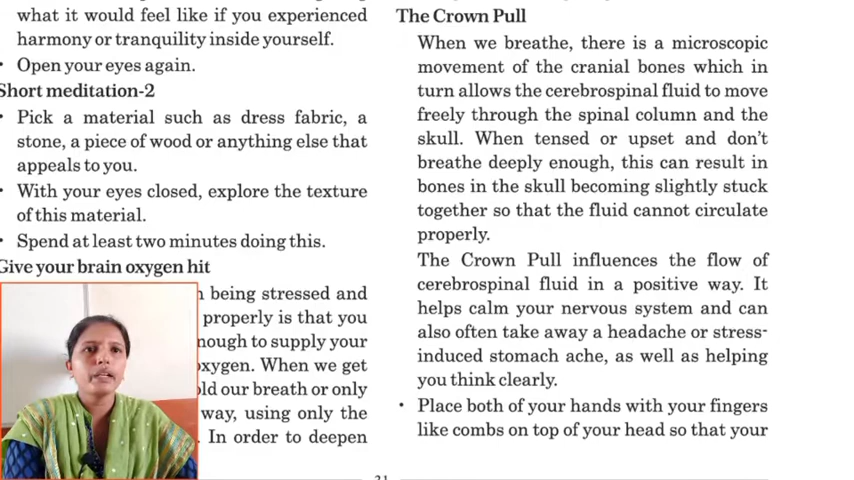 what it would feel like if you experienced
harmony or tranquility inside yourself.
• Open your eyes again.
Short meditation-2
• Pick a material such as dress fabric, a
stone, a piece of wood or anything else that
appeals to you.
• With your eyes closed, explore the texture
of this material.
• Spend at least two minutes doing this.
Give your brain oxygen hit
being stressed and
properly is that you
nough to supply your
oxygen. When we get
old our breath or only
way, using only the
. In order to deepen
The Crown Pull
When we breathe, there is a microscopic
movement of the cranial bones which in
turn allows the cerebrospinal fluid to move
freely through the spinal column and the
skull. When tensed or upset and don't
breathe deeply enough, this can result in
bones in the skull becoming slightly stuck
together so that the fluid cannot circulate
properly.
The Crown Pull influences the flow of
cerebrospinal fluid in a positive way. It
helps calm your nervous system and can
also often take away a headache or stress-
induced stomach ache, as well as helping
you think clearly.
• Place both of your hands with your fingers
like combs on top of your head so that your